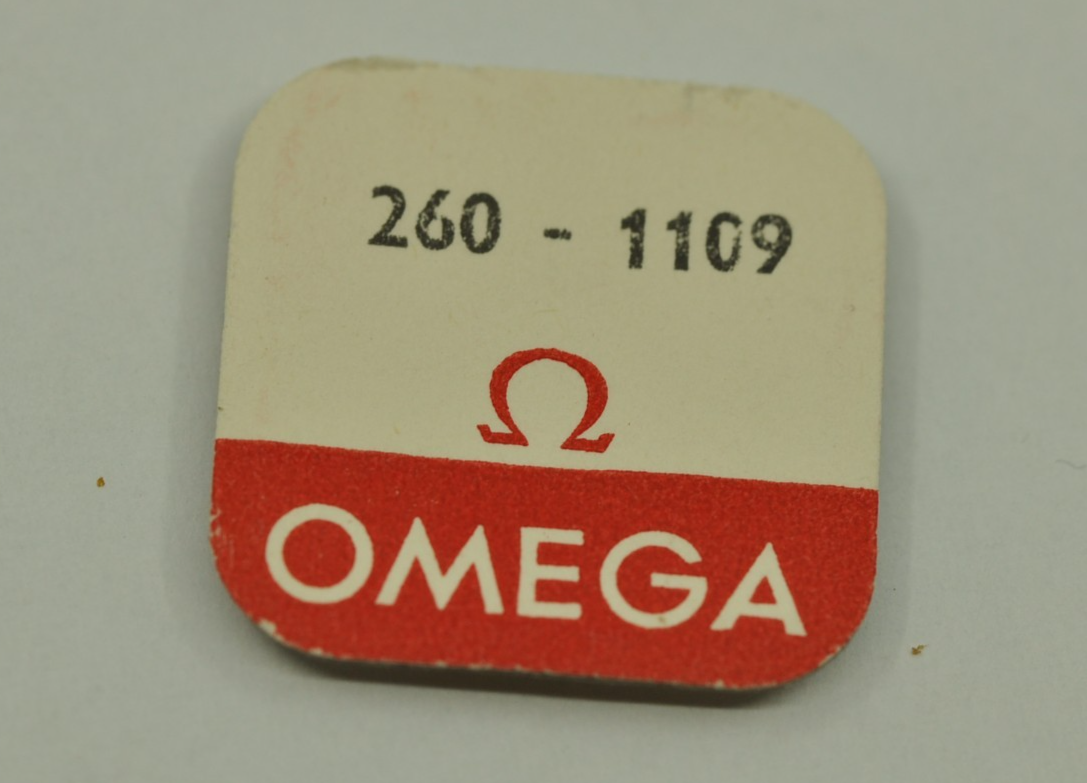 260 - 1109
Ω
OMEGA